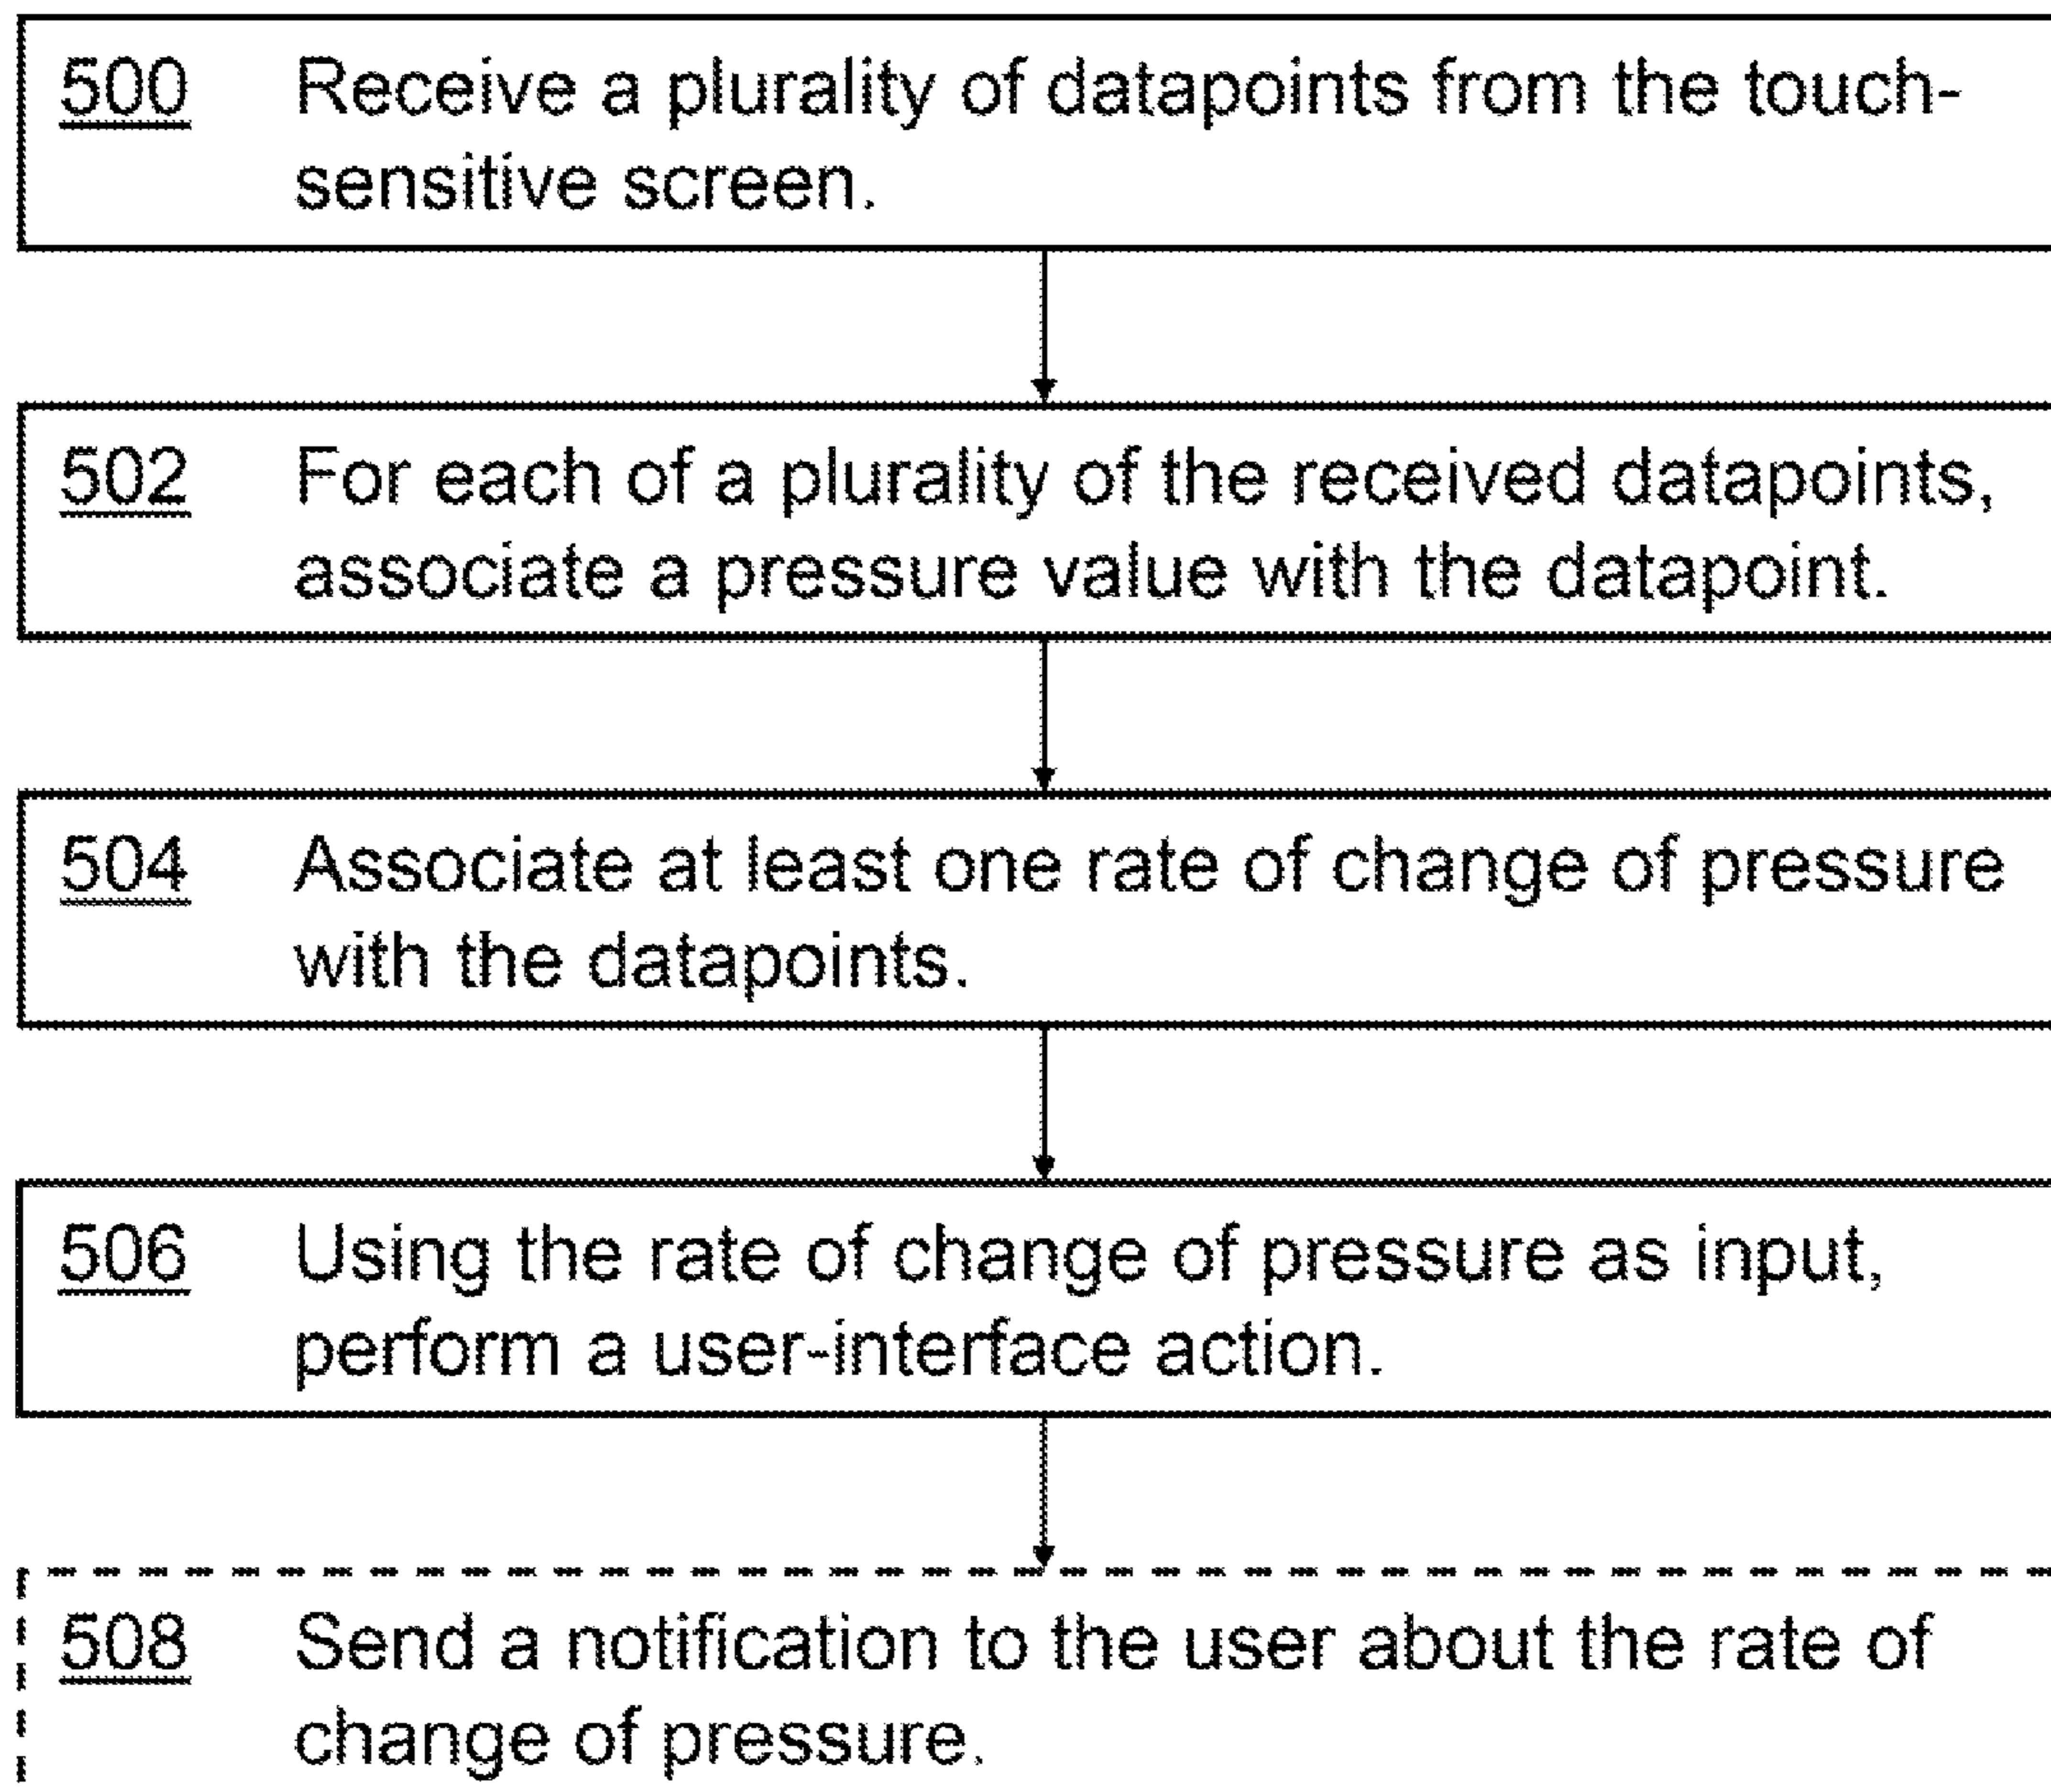 500 Receive a plurality of datapoints from the touch-
sensitive screen.
502 For each of a plurality of the received datapoints,
associate a pressure value with the datapoint.
504 Associate at least one rate of change of pressure
with the datapoints.
506 Using the rate of change of pressure as input,
perform a user-interface action.
508 Send a notification to the user about the rate of
change of pressure.